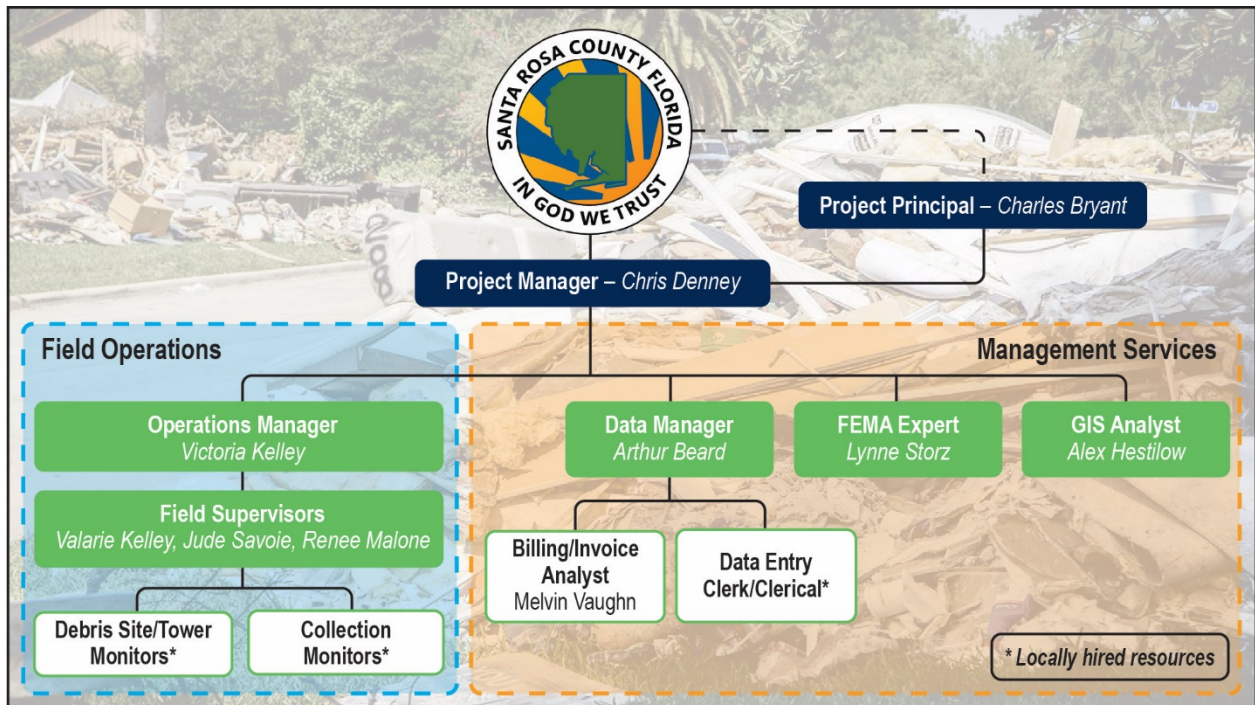 SANTA ROSA COUNTY FLORIDA
IN GOD WE TRUST
Project Principal – Charles Bryant
Project Manager – Chris Denney
Field Operations
Management Services
Operations Manager
Victoria Kelley
Data Manager
Arthur Beard
FEMA Expert
Lynne Storz
GIS Analyst
Alex Hestilow
Field Supervisors
Valarie Kelley, Jude Savoie, Renee Malone
Billing/Invoice
Analyst
Melvin Vaughn
Data Entry
Clerk/Clerical*
Debris Site/Tower
Monitors*
Collection
Monitors*
* Locally hired resources